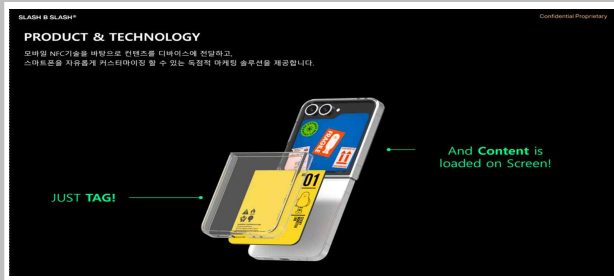 SLASH B SLASH®
Confidential Proprietary
PRODUCT & TECHNOLOGY
모바일 NFC기술을 바탕으로 컨텐츠를 디바이스에 전달하고,
스마트폰을 자유롭게 커스터마이징 할 수 있는 독점적 마케팅 솔루션을 제공합니다.
And Content is
loaded on Screen!
JUST TAG!
01